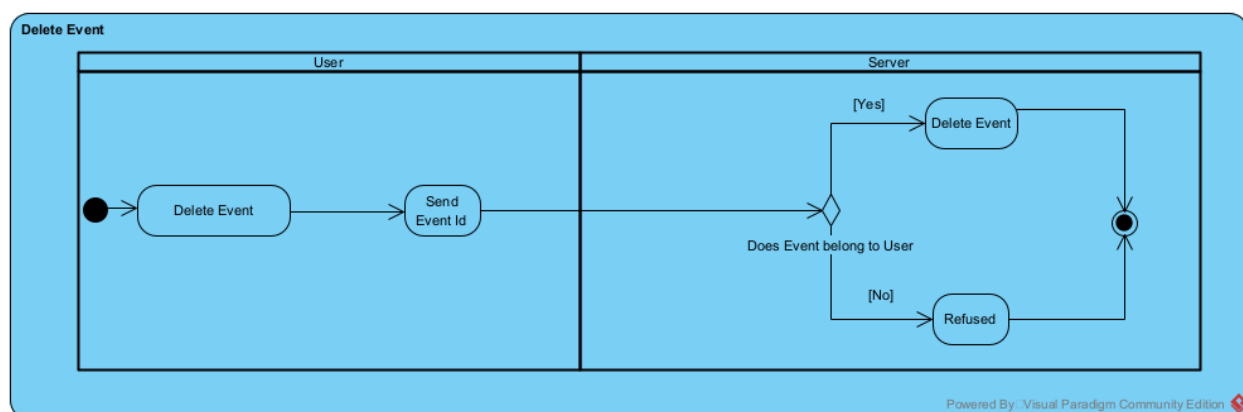 Delete Event
User
Server
[Yes]
Delete Event
Delete Event
Send
Event Id
Does Event belong to User
[No]
Refused
Powered By Visual Paradigm Community Edition